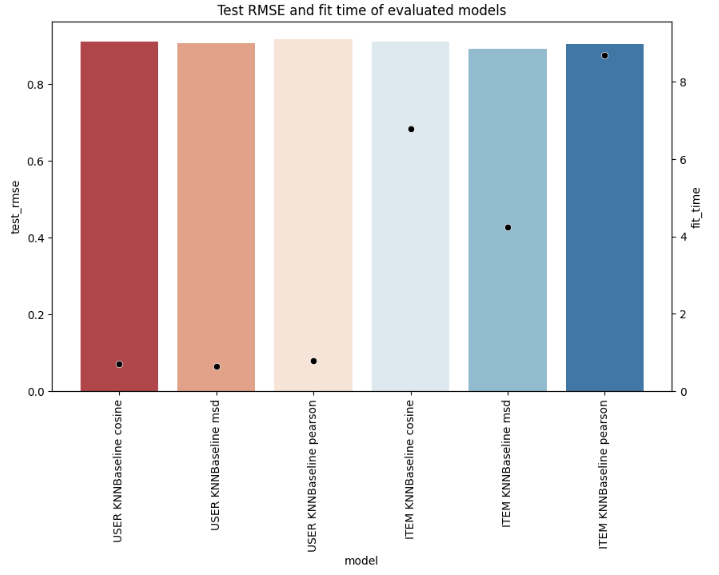 Test RMSE and fit time of evaluated models
test_rmse
0.8
0.6
0.4
0.2
0.0
8
6
4
2
0
fit_time
USER KNNBaseline cosine
USER KNNBaseline msd
USER KNNBaseline pearson
ITEM KNNBaseline cosine
ITEM KNNBaseline msd
ITEM KNNBaseline pearson
model